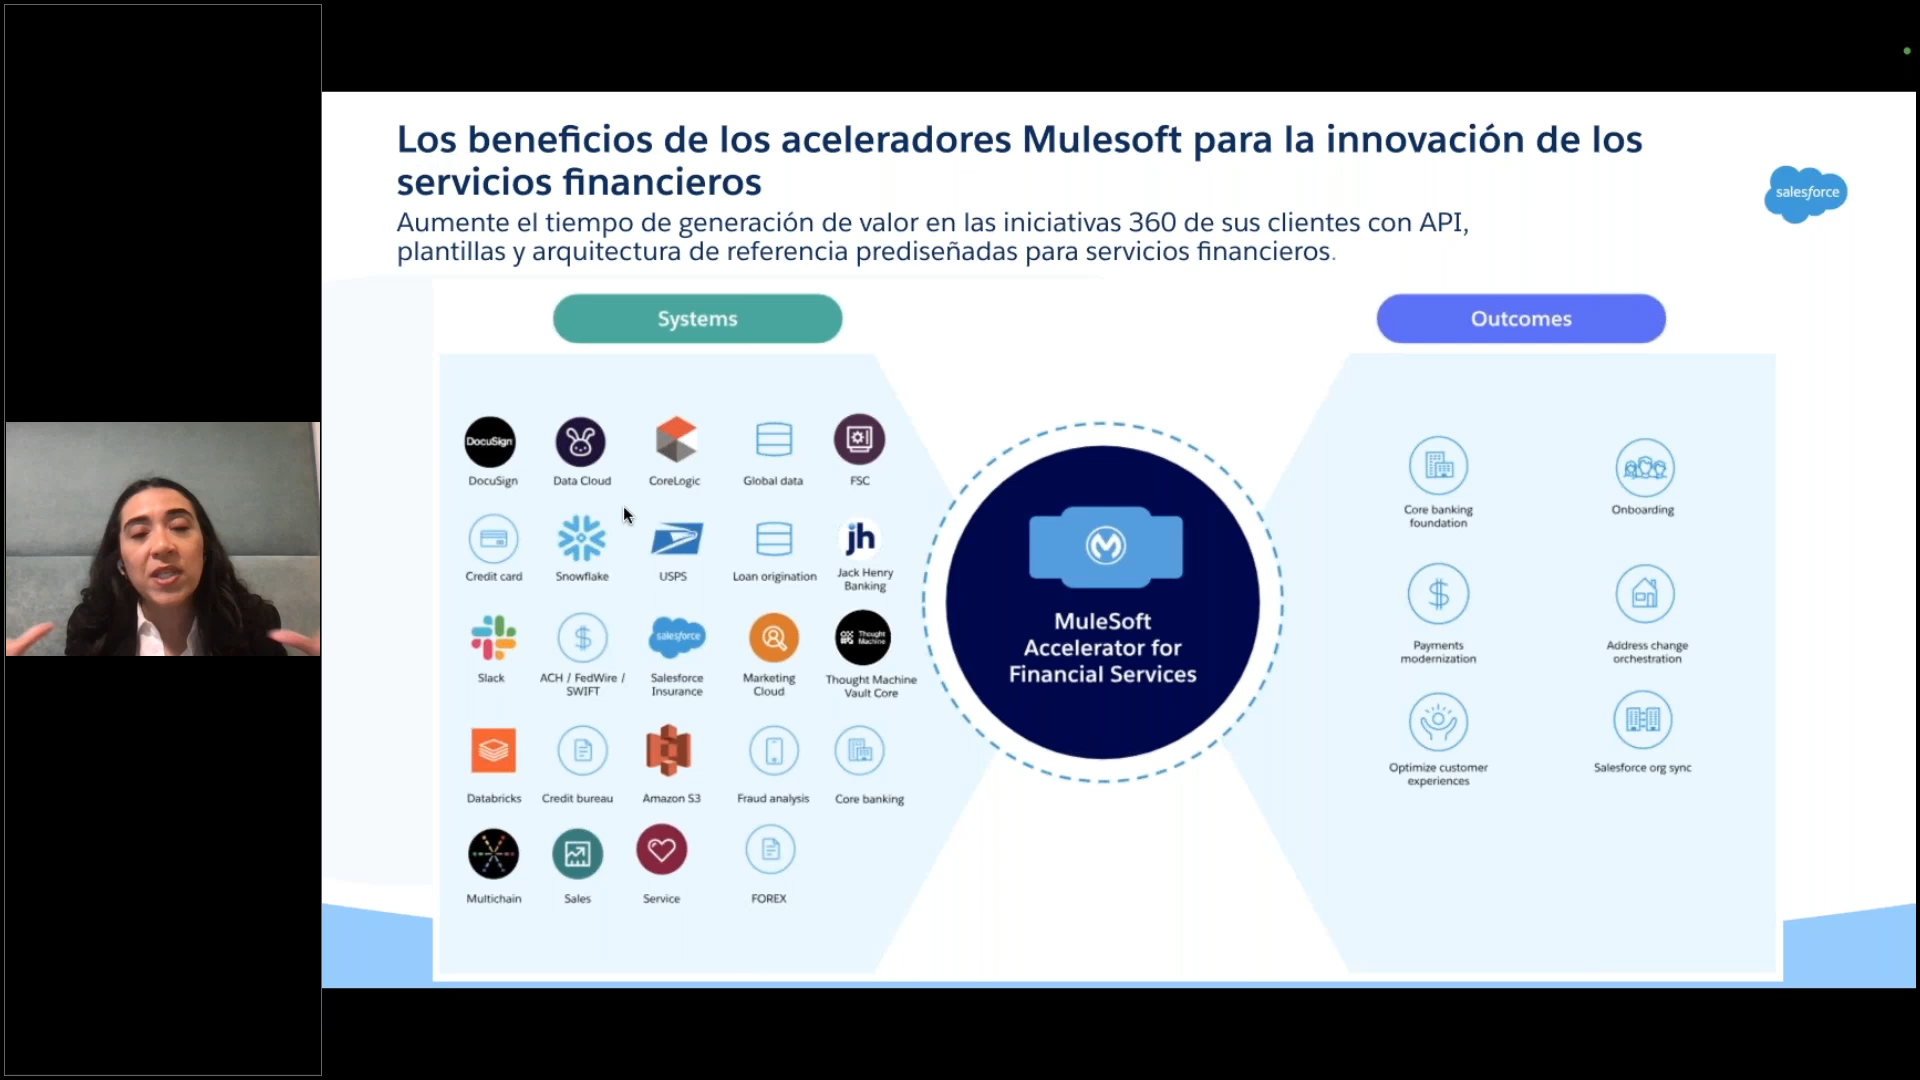 Los beneficios de los aceleradores Mulesoft para la innovación de los
servicios financieros
Aumente el tiempo de generación de valor en las iniciativas 360 de sus clientes con API,
plantillas y arquitectura de referencia prediseñadas para servicios financieros.
salesforce
Systems
Outcomes
DocuSign
DocuSign
Data Cloud
CoreLogic
Global data
FSC
Credit card
Snowflake
USPS
Loan origination
jh
Jack Henry
Banking
Slack
ACH / FedWire /
SWIFT
salesforce
Salesforce
Insurance
Marketing
Cloud
Thought
Machine
Thought Machine
Vault Core
Databricks
Credit bureau
Amazon S3
Fraud analysis
Core banking
Multichain
Sales
Service
FOREX
MuleSoft
Accelerator for
Financial Services
Core banking
foundation
Onboarding
Payments
modernization
Address change
orchestration
Optimize customer
experiences
Salesforce org sync